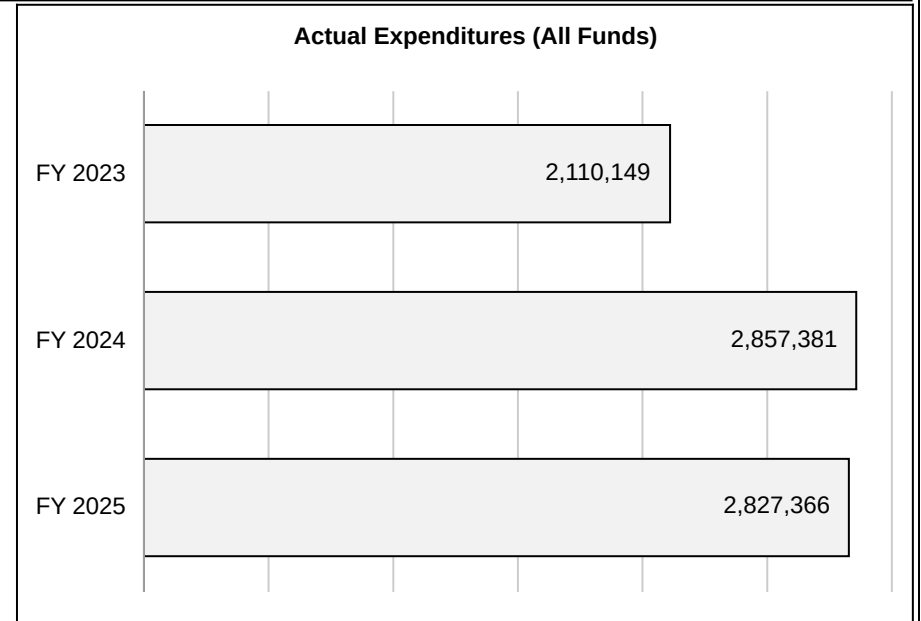 Actual Expenditures (All Funds)
FY 2023 2,110,149
FY 2024 2,857,381
FY 2025 2,827,366